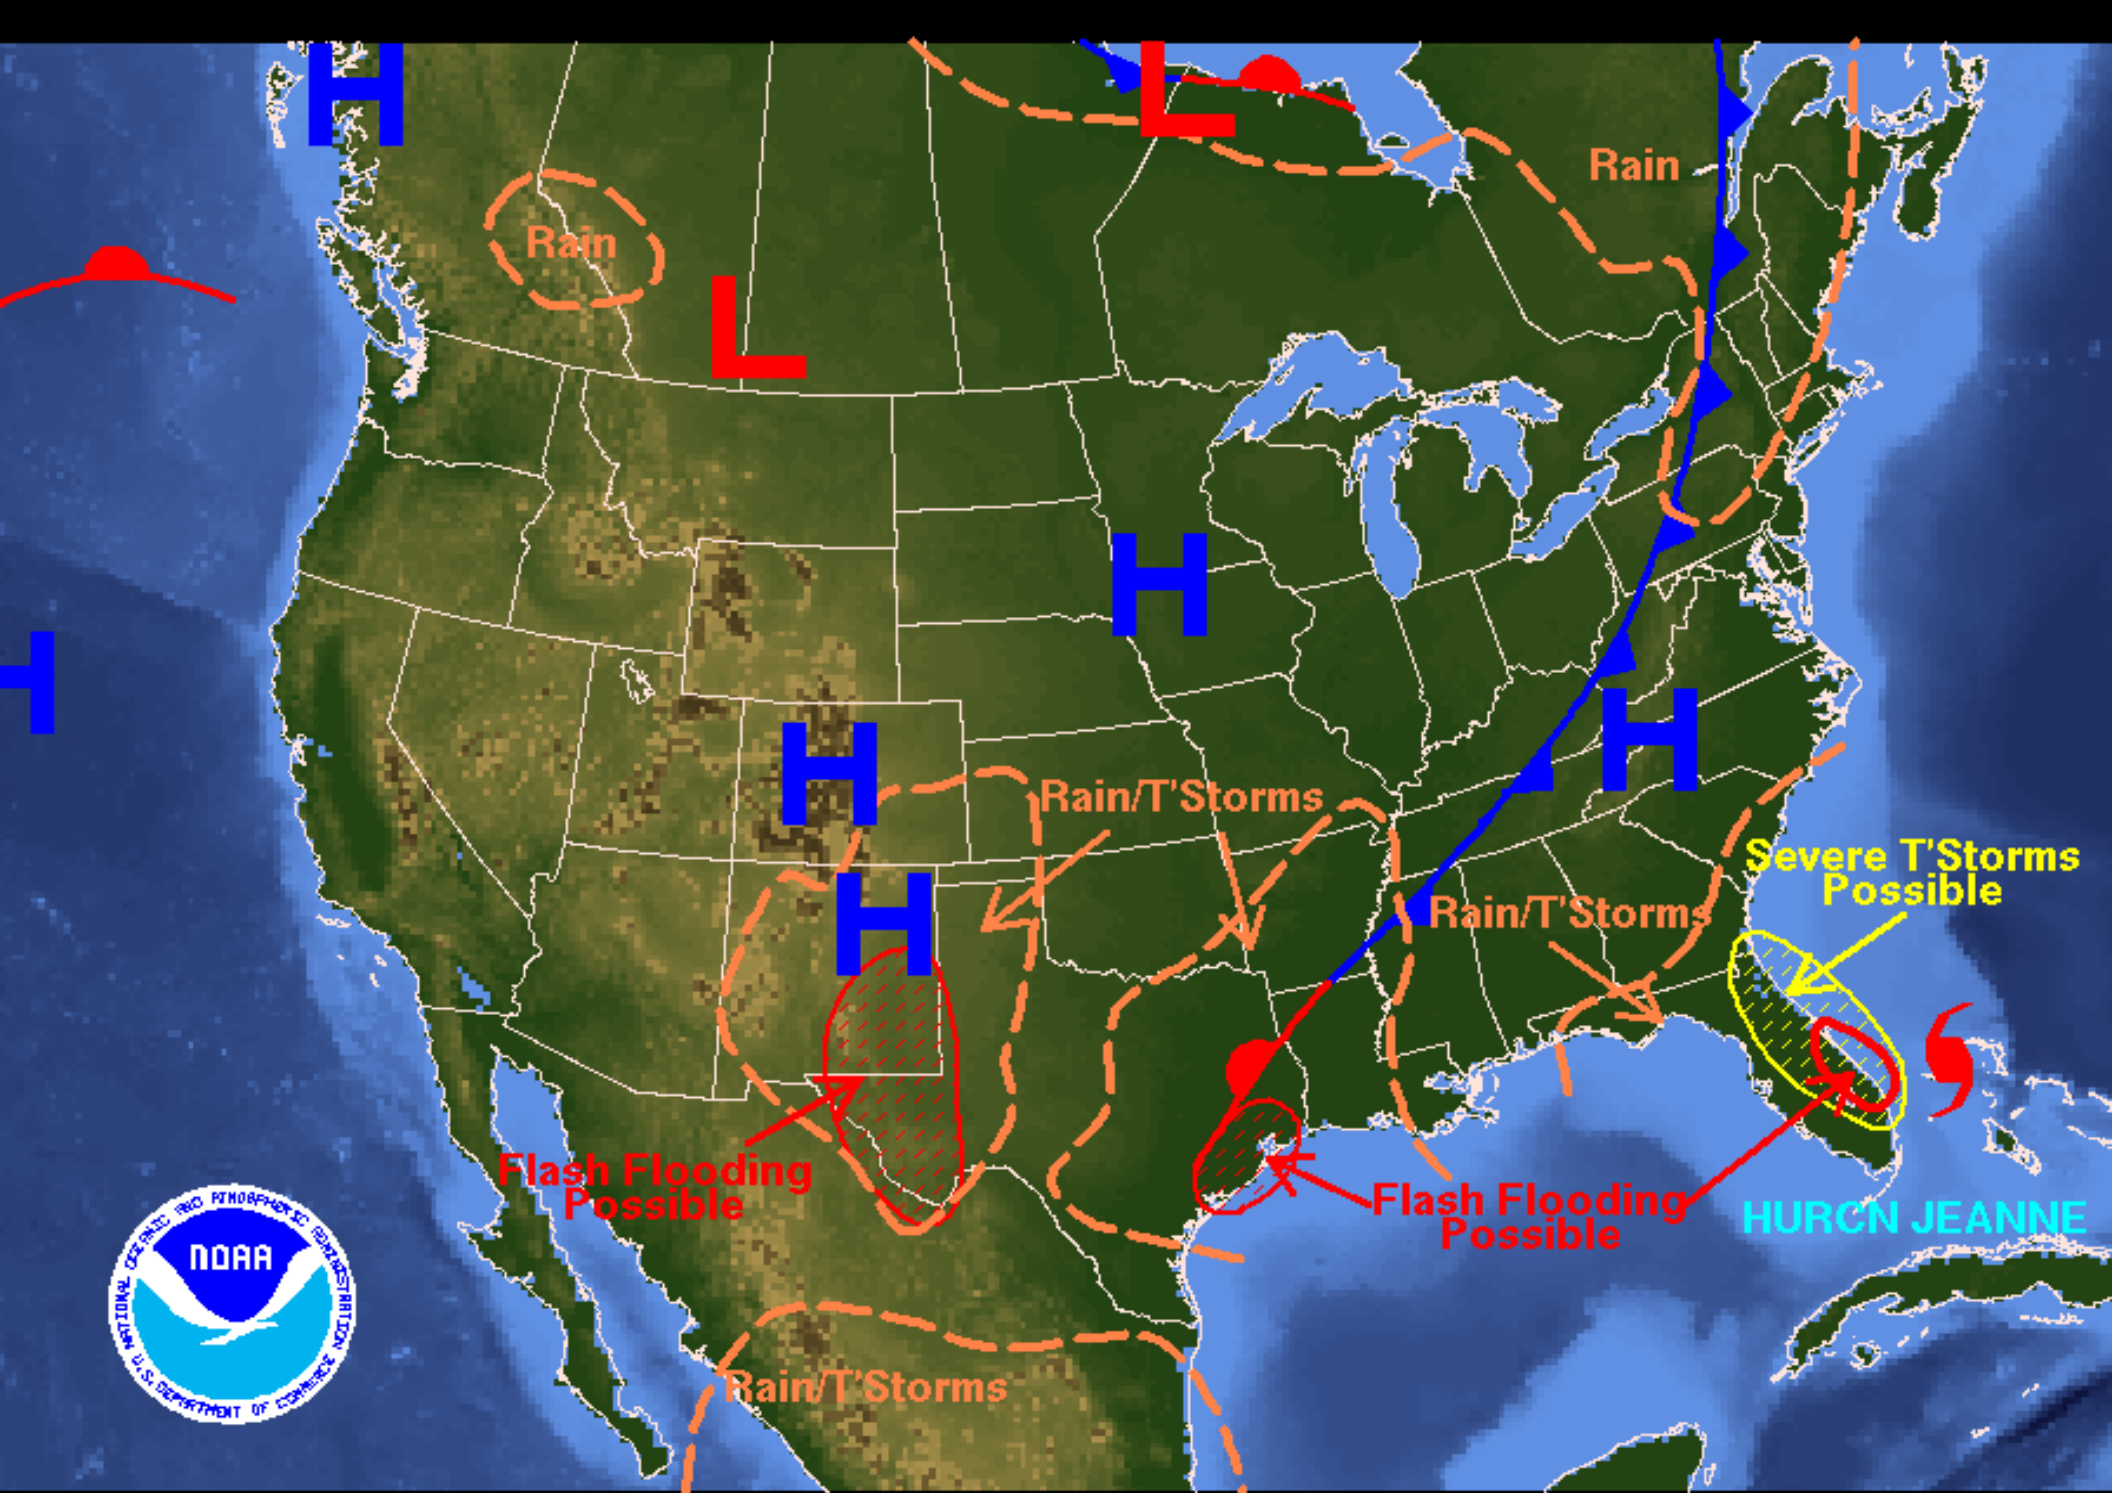 H
L
Rain
Rain
L
H
H
H
H
Rain/T'Storms
Severe T'Storms
Possible
H
Rain/T'Storms
Flash Flooding
Possible
Flash Flooding
Possible
HURCN JEANNE
NATIONAL OCEANIC AND ATMOSPHERIC ADMINISTRATION
NOAA
U.S. DEPARTMENT OF COMMERCE
Rain/T'Storms